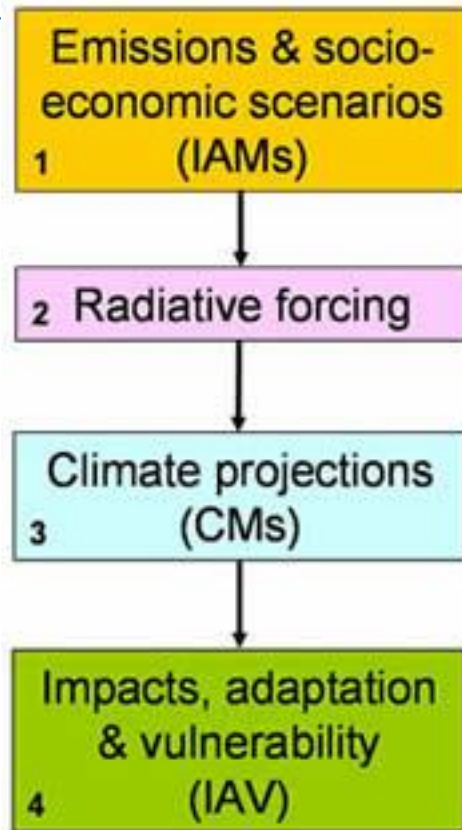 Emissions & socio-
economic scenarios
1 (IAMs)
2 Radiative forcing
Climate projections
3 (CMs)
Impacts, adaptation
& vulnerability
4 (IAV)